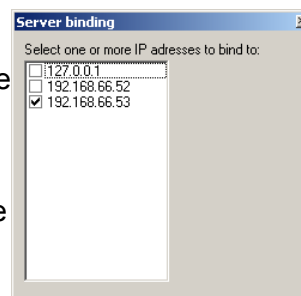 Server binding
Select one or more IP adresses to bind to:
127.0.0.1
e
192.168.66.52
192.168.66.53
e